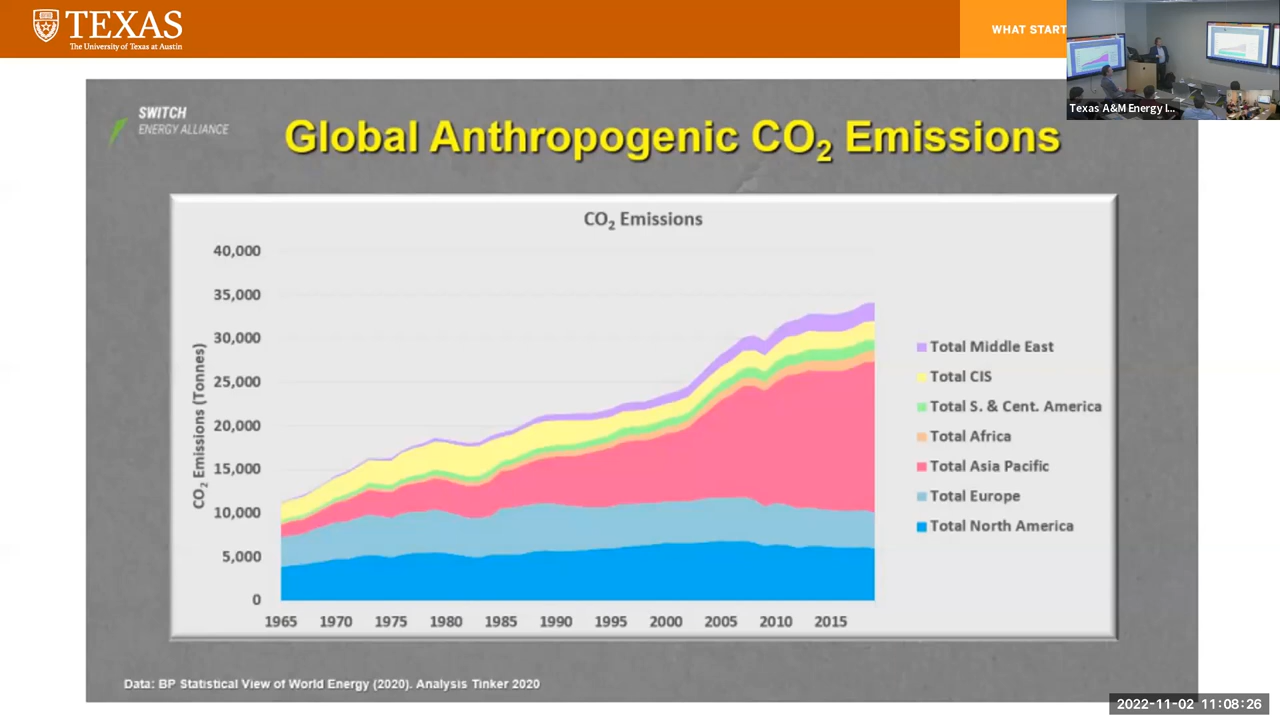 TEXAS
The University of Texas at Austin
WHAT START
Texas A&M Energy I...
SWITCH
ENERGY ALLIANCE
Global Anthropogenic CO₂ Emissions
CO₂ Emissions
CO₂ Emissions (Tonnes)
40,000
35,000
30,000
25,000
20,000
15,000
10,000
5,000
0
1965 1970 1975 1980 1985 1990 1995 2000 2005 2010 2015
Total Middle East
Total CIS
Total S. & Cent. America
Total Africa
Total Asia Pacific
Total Europe
Total North America
Data: BP Statistical View of World Energy (2020). Analysis Tinker 2020
2022-11-02 11:08:26